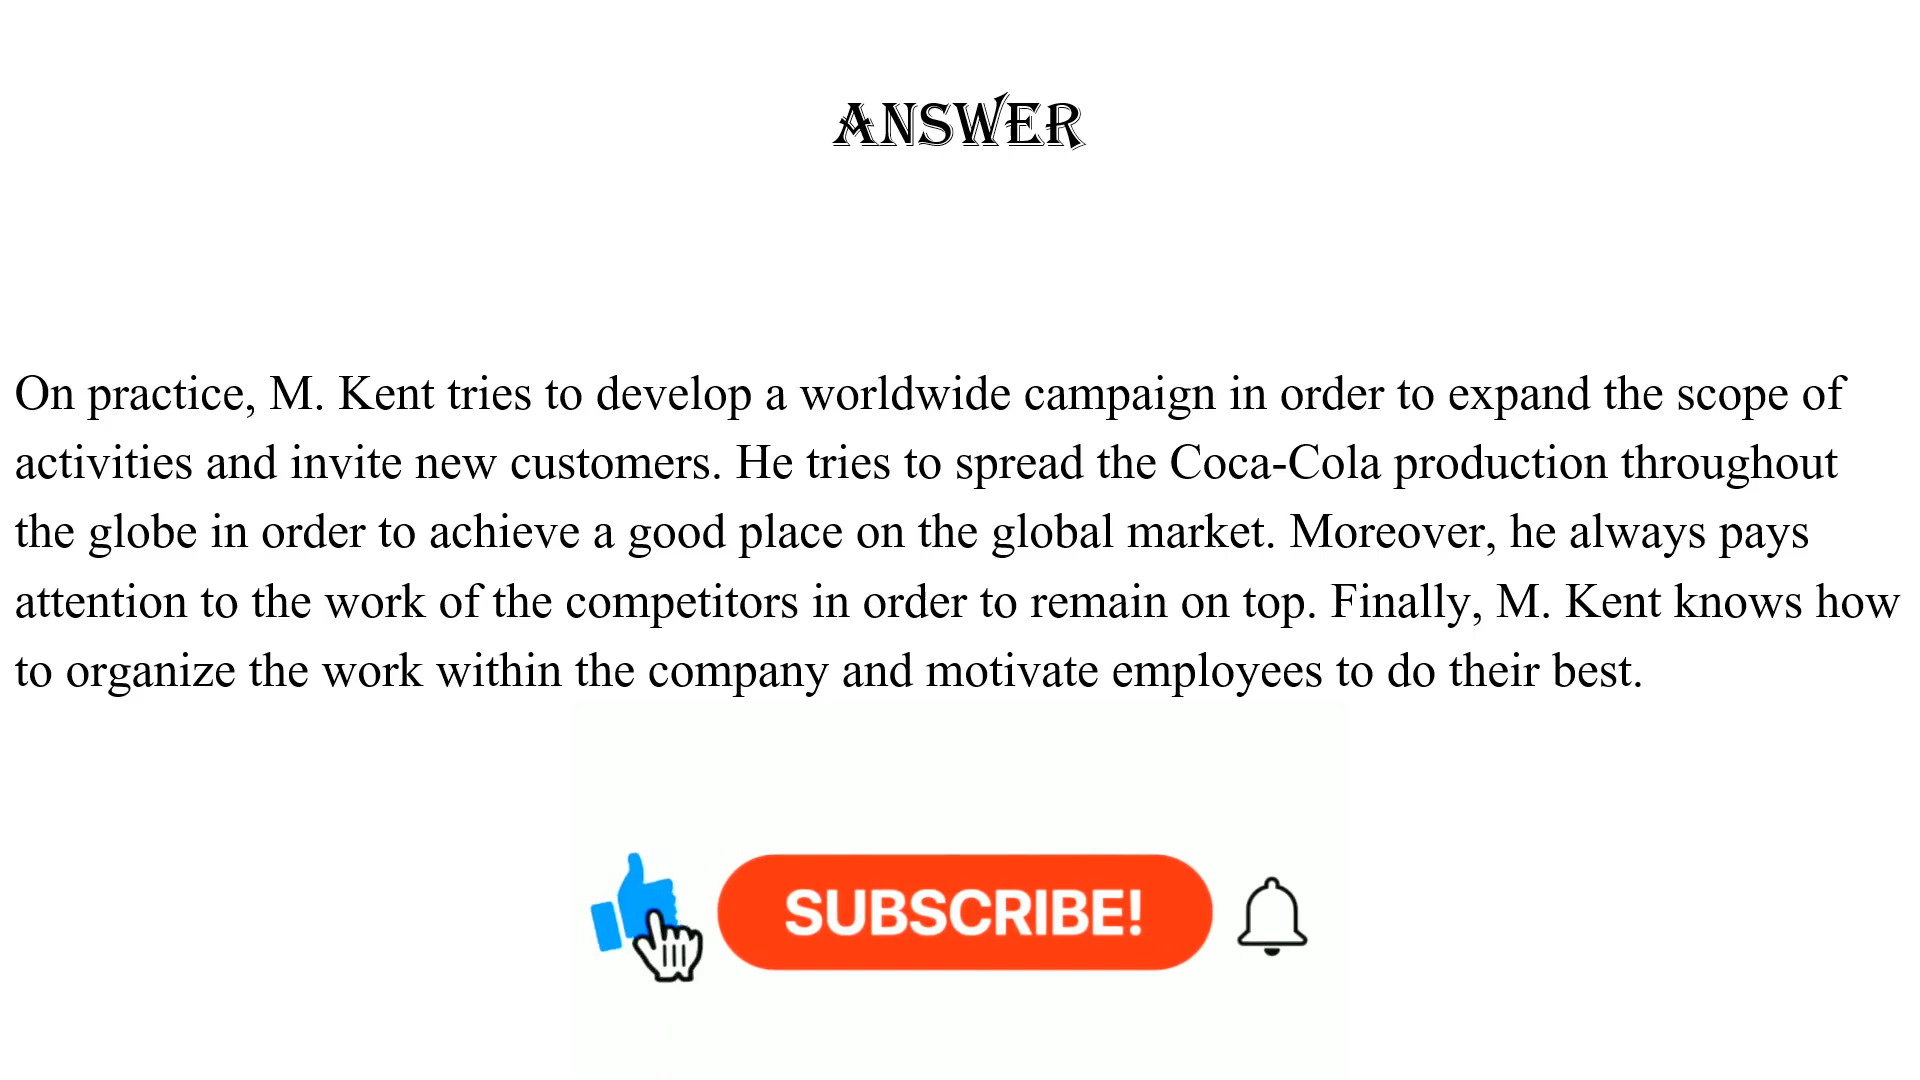 ANSWER
On practice, M. Kent tries to develop a worldwide campaign in order to expand the scope of
activities and invite new customers. He tries to spread the Coca-Cola production throughout
the globe in order to achieve a good place on the global market. Moreover, he always pays
attention to the work of the competitors in order to remain on top. Finally, M. Kent knows how
to organize the work within the company and motivate employees to do their best.
SUBSCRIBE!